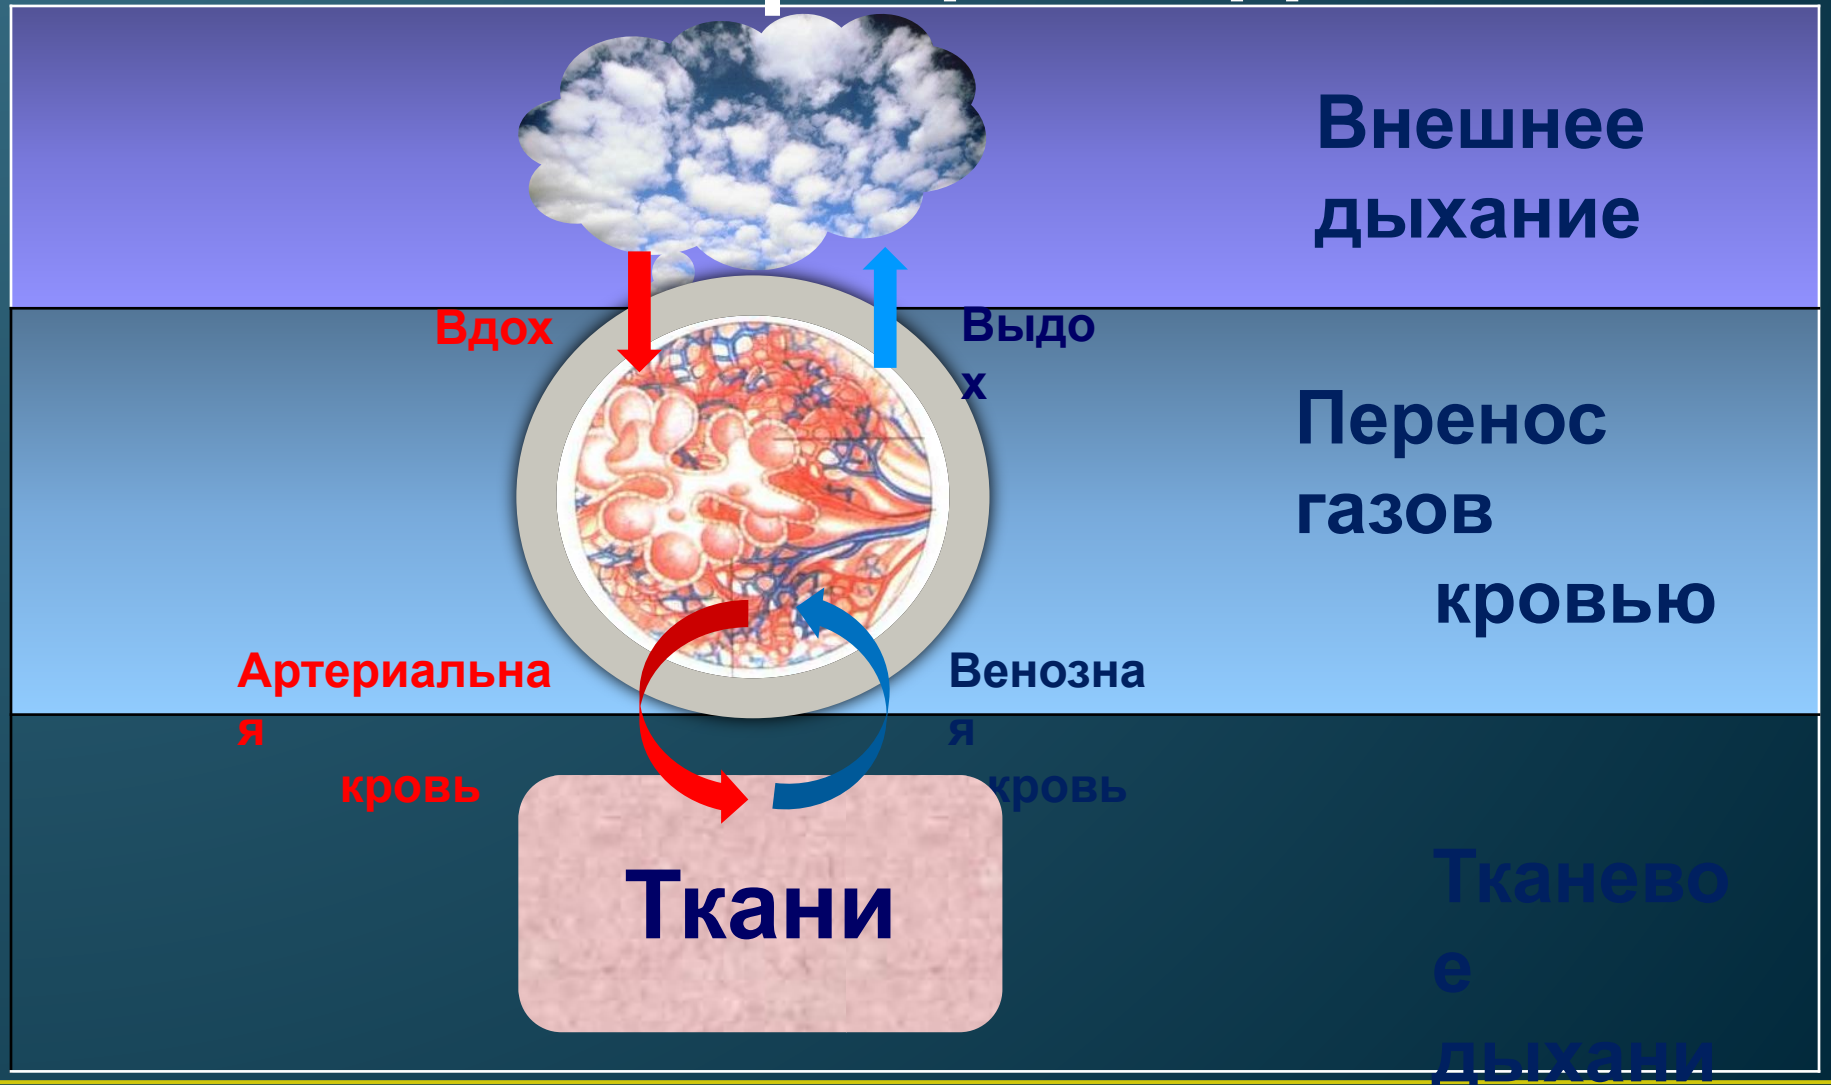 Внешнее
дыхание
Вдох
Выдо
х
Перенос
газов
кровью
Артериальна
я
кровь
Венозна
я
кровь
Ткани
Тканево
е
дыхани